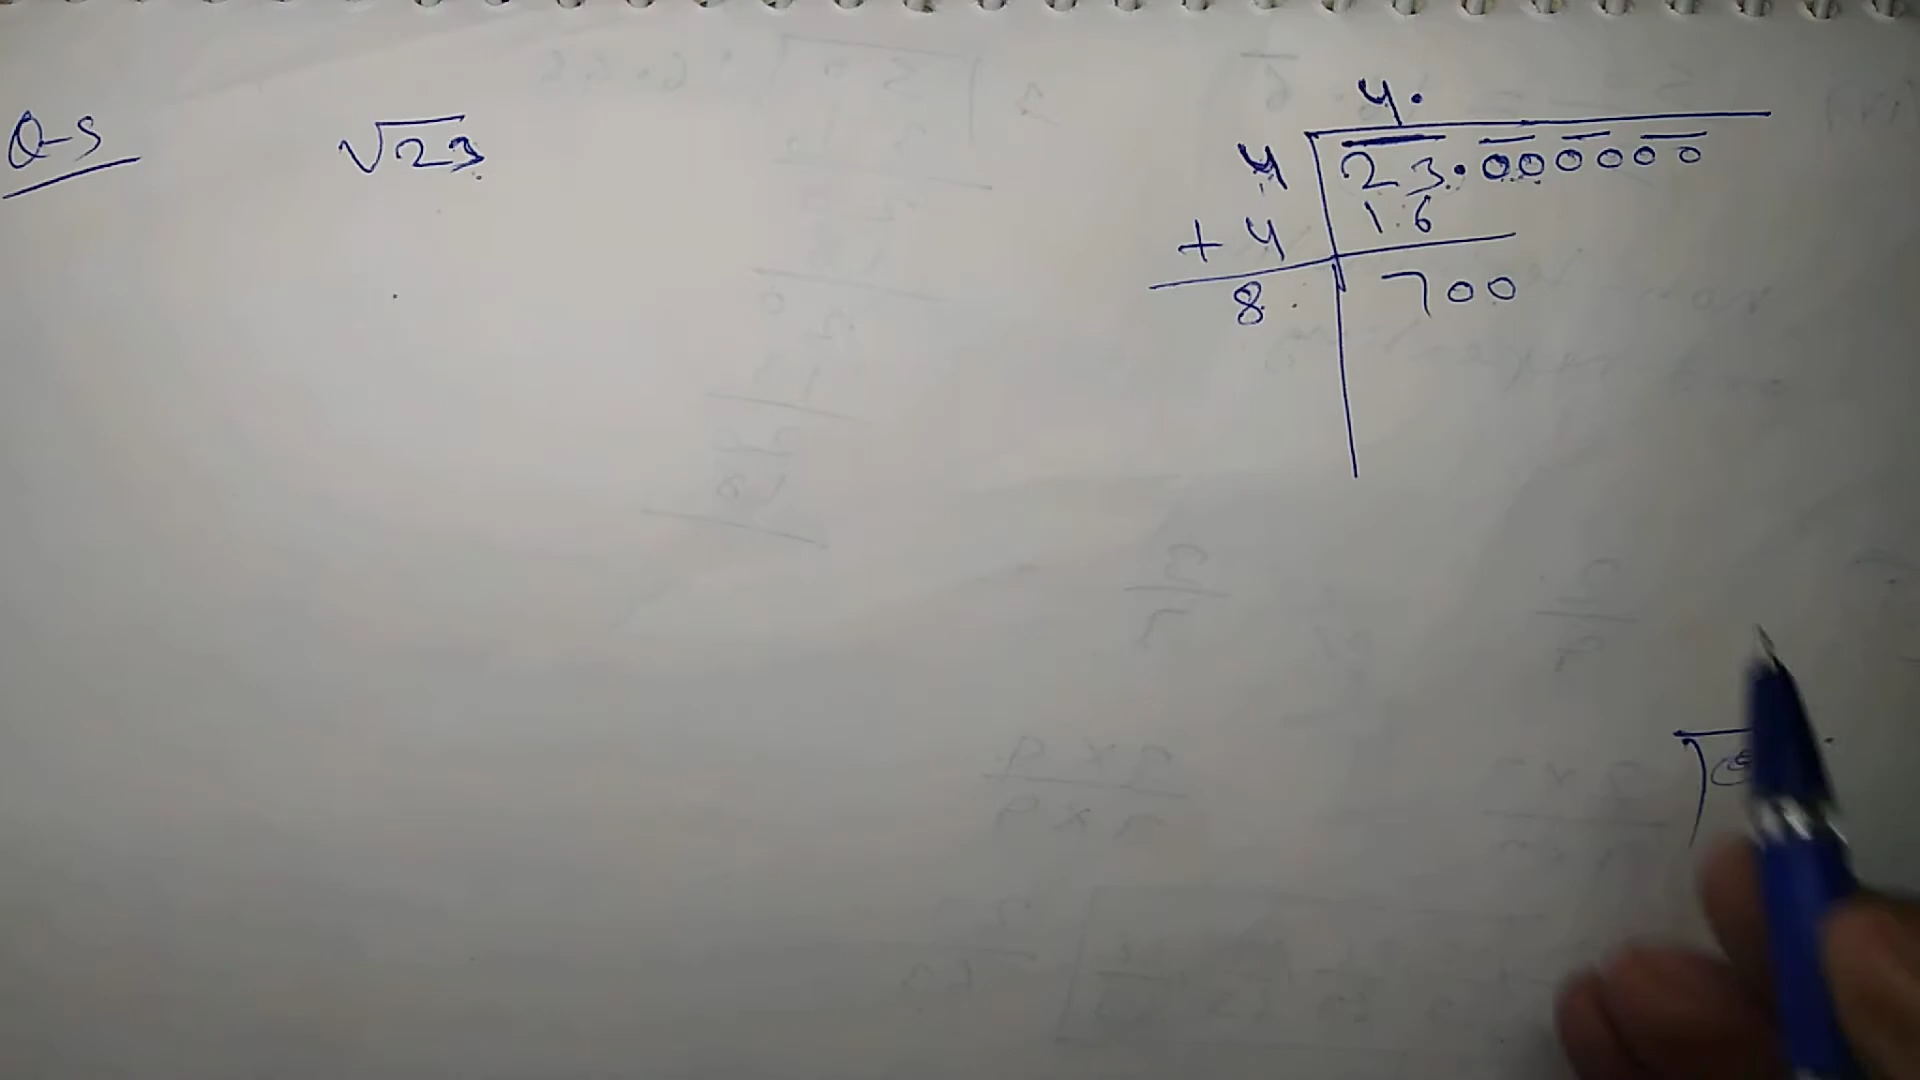 Q-5 √23
4.
4 23.000000
+ 4 16
8 700